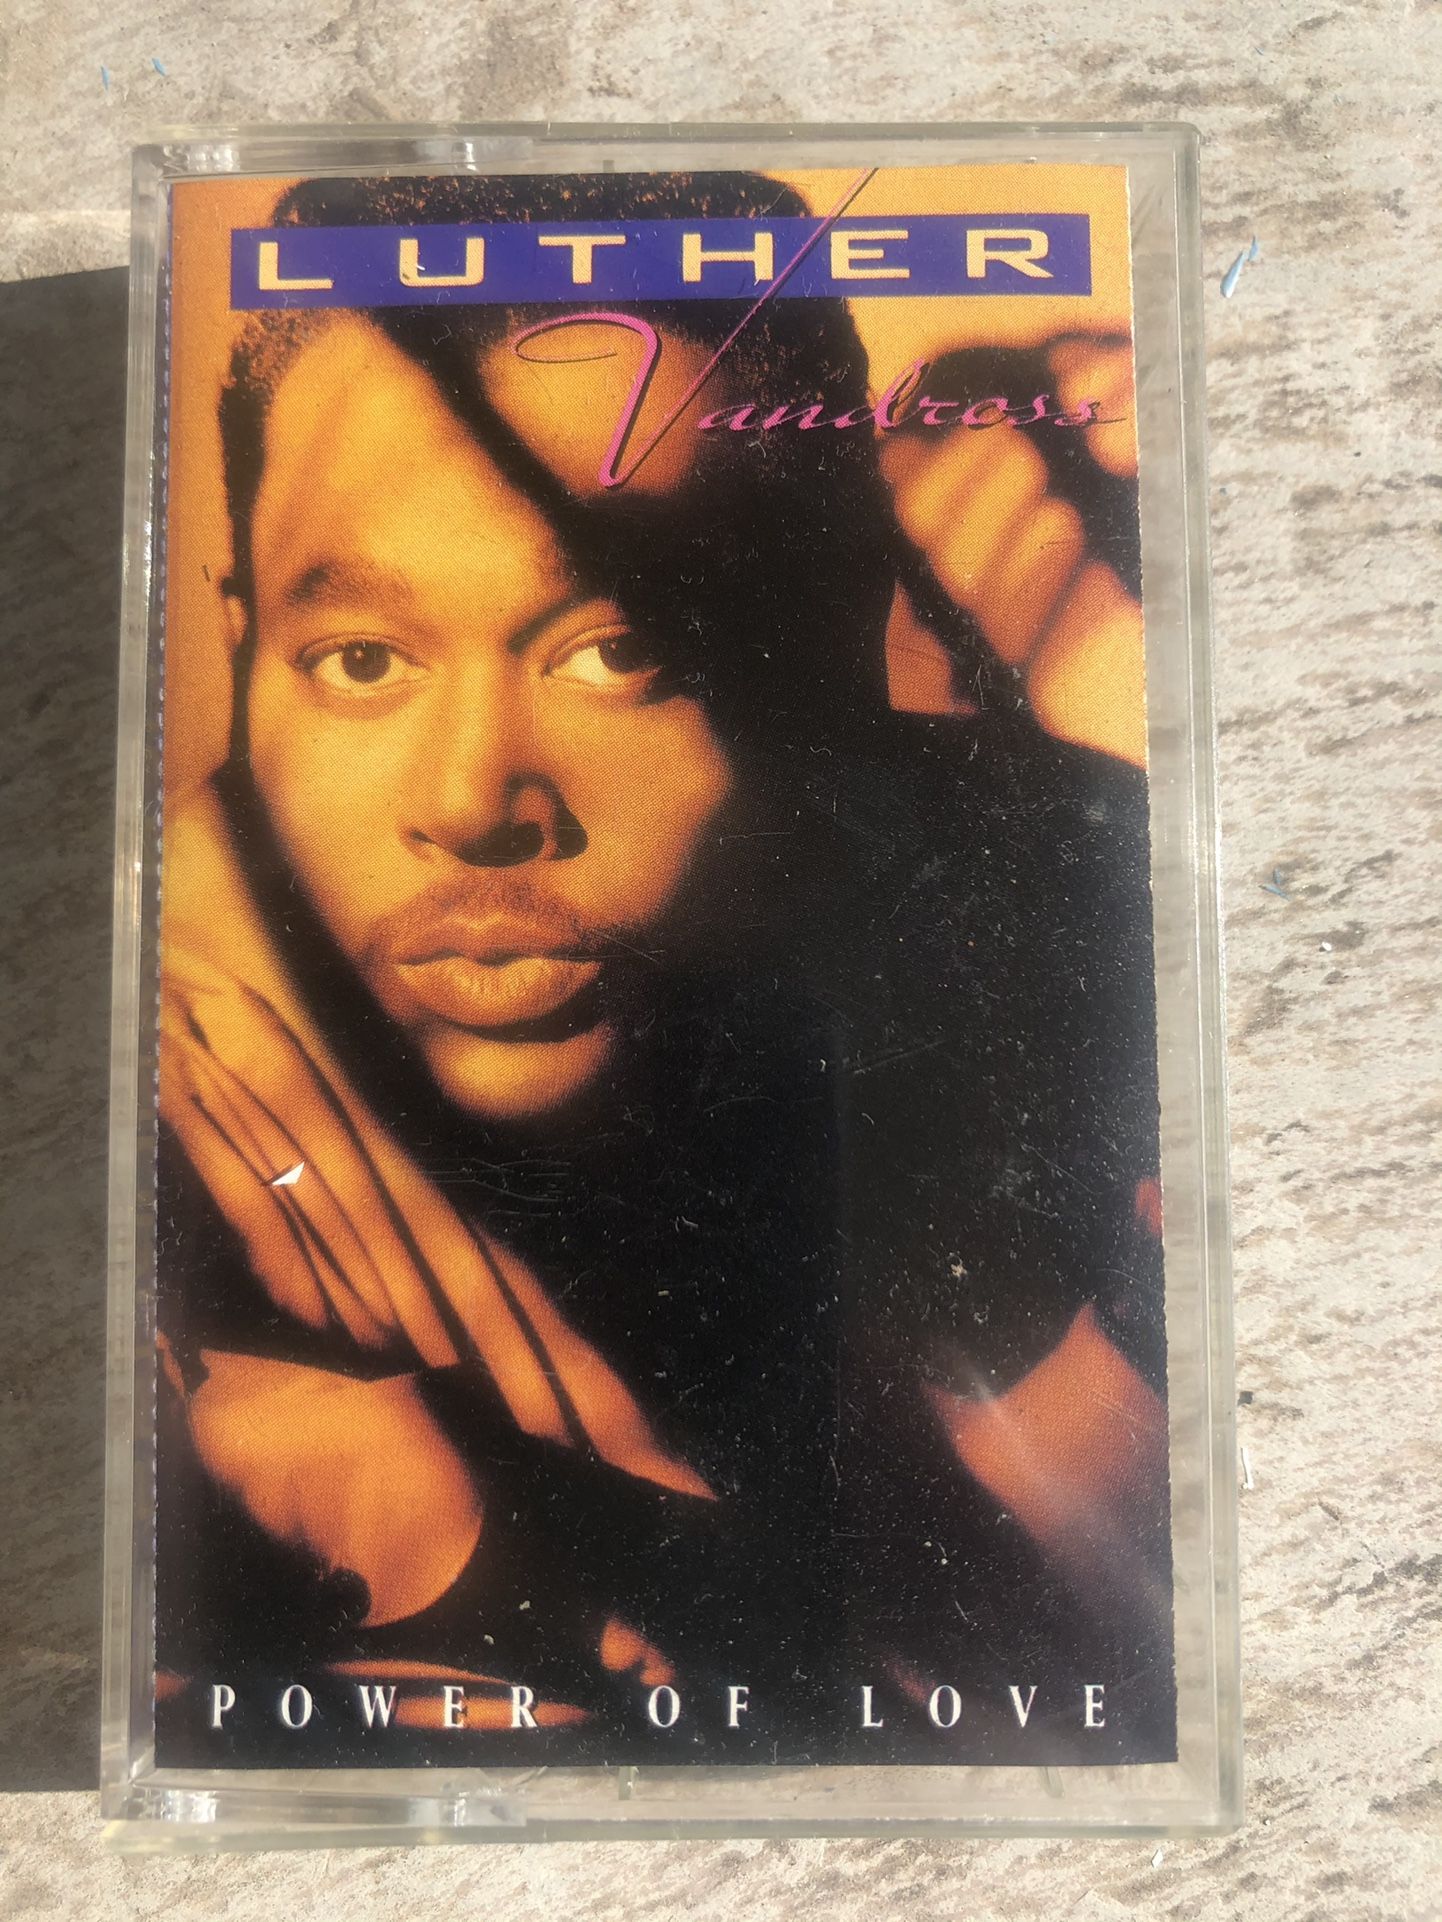 LUTHER
Vandross
POWER OF LOVE